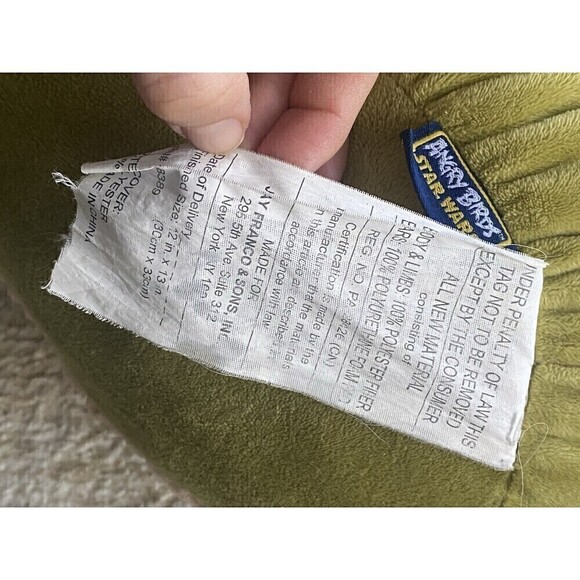 ANGRY BIRDS
STAR WARS
UNDER PENALTY OF LAW THIS
TAG NOT TO BE REMOVED
EXCEPT BY THE CONSUMER
ALL NEW MATERIAL
consisting of
& LIMBS: 100% POLYESTER FIBER
EARS: 100% POLYURETHANE FOAM
REG. NO. (CN)
Certification is made by the
manufacturer that the materials
in this article are described in
accordance with law.
MADE FOR
JAY FRANCO & SONS, INC.
295 5th Ave. Suite 312
New York, NY
Date of Delivery
Finished Size: 12 in x 13 in
(30cm x 33cm)
8389
COVER:
POLYESTER
MADE IN CHINA